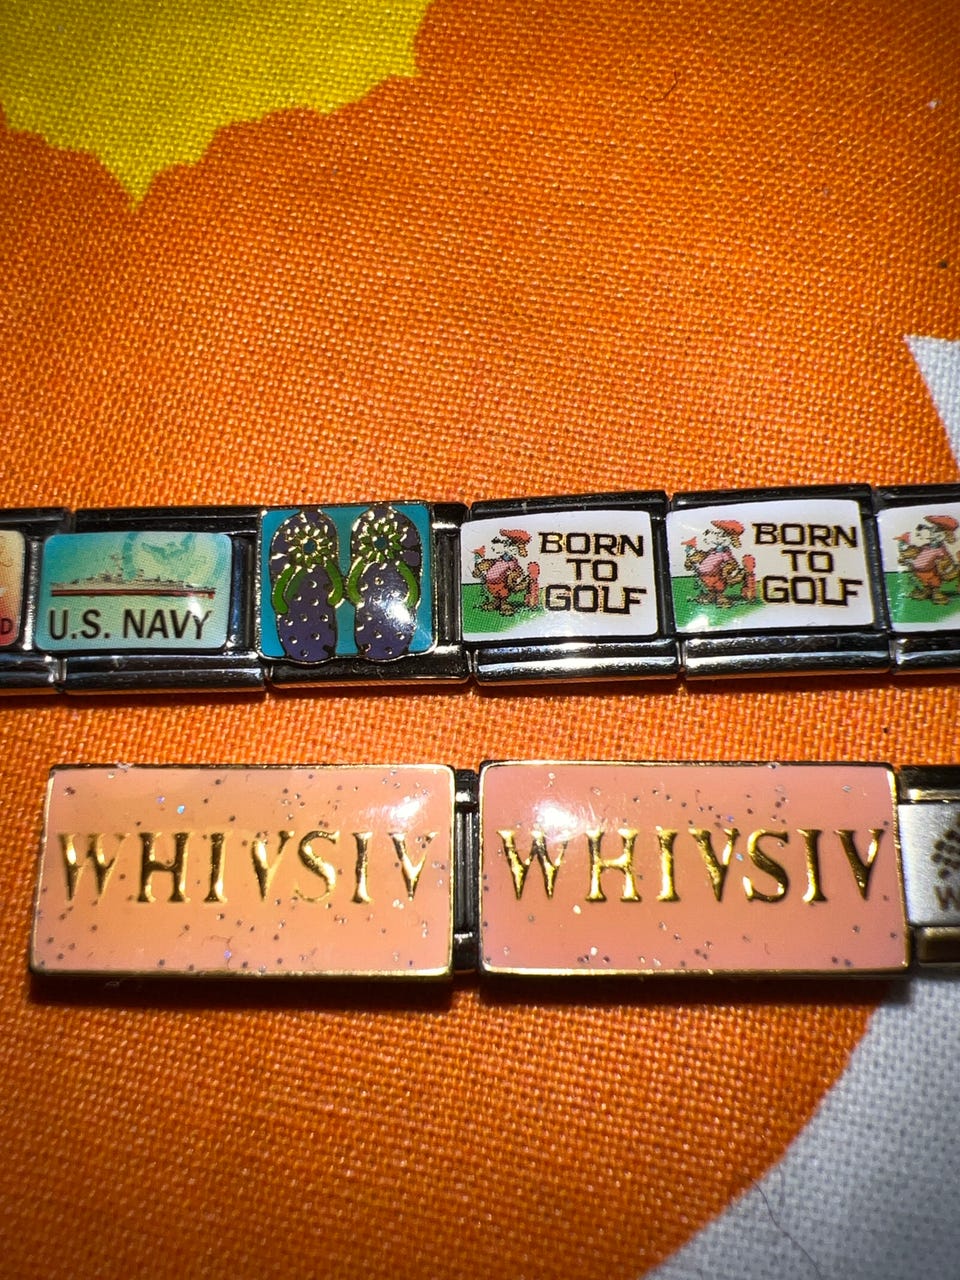 D
U.S. NAVY
BORN
TO
GOLF
BORN
TO
GOLF
WHIVSIV
WHIVSIV
W